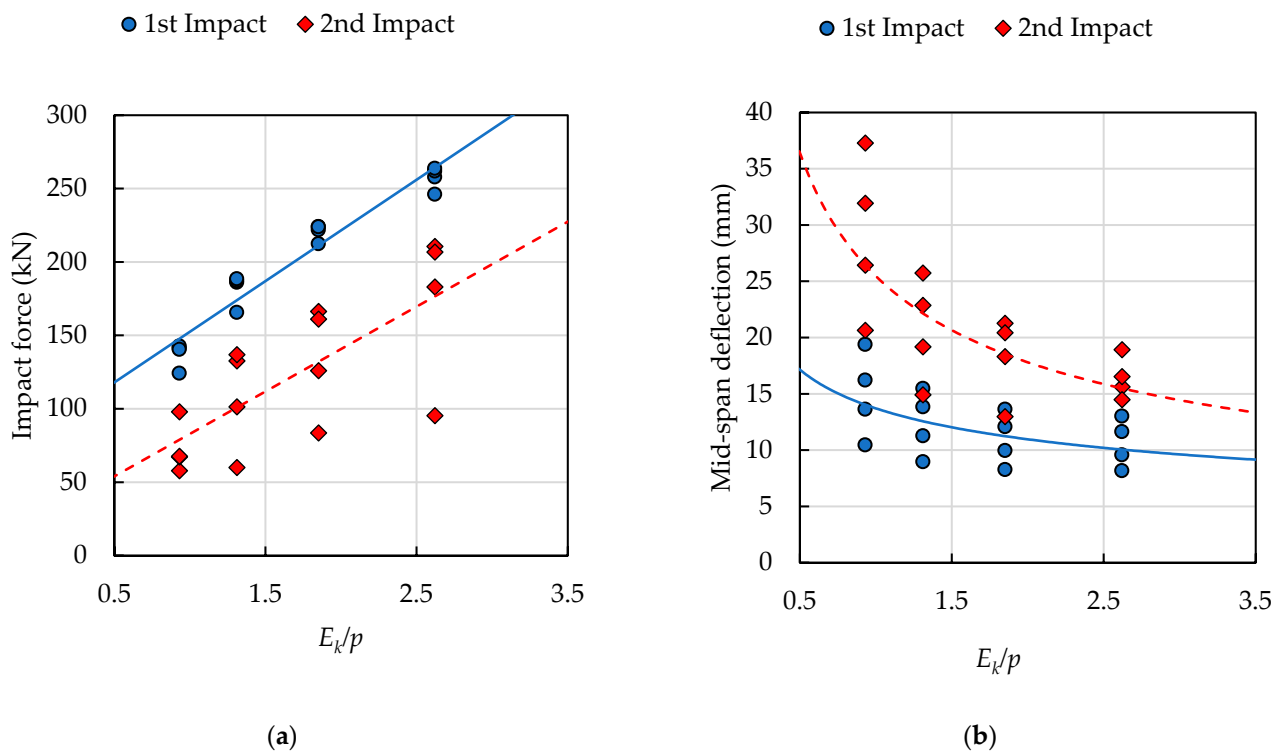 1st Impact 2nd Impact
Impact force (kN)
300
250
200
150
100
50
0
0.5 1.5 2.5 3.5
E_k/p
(a)
1st Impact 2nd Impact
Mid-span deflection (mm)
40
35
30
25
20
15
10
5
0
0.5 1.5 2.5 3.5
E_k/p
(b)